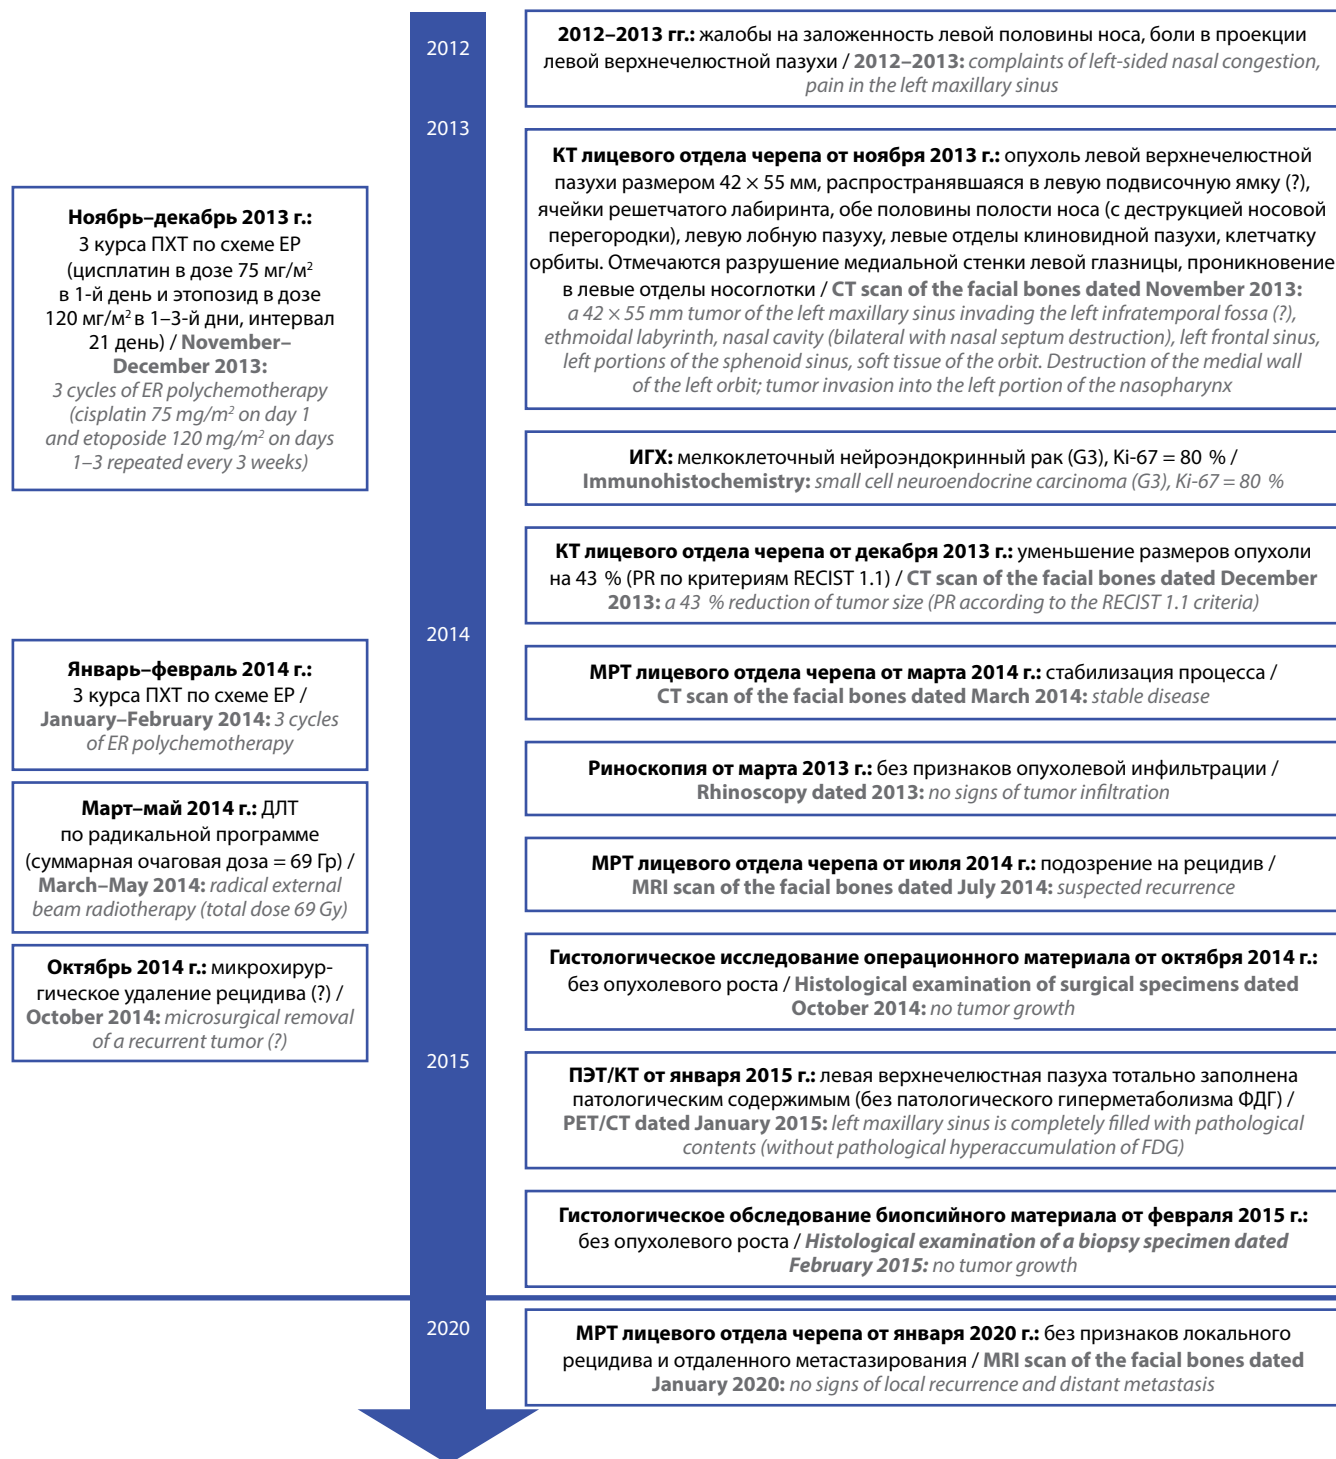 2012
2012–2013 гг.: жалобы на заложенность левой половины носа, боли в проекции
левой верхнечелюстной пазухи / 2012–2013: complaints of left-sided nasal congestion,
pain in the left maxillary sinus
2013
КТ лицевого отдела черепа от ноября 2013 г.: опухоль левой верхнечелюстной
пазухи размером 42 × 55 мм, распространявшаяся в левую подвисочную ямку (?),
ячейки решетчатого лабиринта, обе половины полости носа (с деструкцией носовой
перегородки), левую лобную пазуху, левые отделы клиновидной пазухи, клетчатку
орбиты. Отмечаются разрушение медиальной стенки левой глазницы, проникновение
в левые отделы носоглотки / CT scan of the facial bones dated November 2013:
a 42 × 55 mm tumor of the left maxillary sinus invading the left infratemporal fossa (?),
ethmoidal labyrinth, nasal cavity (bilateral with nasal septum destruction), left frontal sinus,
left portions of the sphenoid sinus, soft tissue of the orbit. Destruction of the medial wall
of the left orbit; tumor invasion into the left portion of the nasopharynx
Ноябрь–декабрь 2013 г.:
3 курса ПХТ по схеме ЕР
(цисплатин в дозе 75 мг/м²
в 1-й день и этопозид в дозе
120 мг/м² в 1–3-й дни, интервал
21 день) / November–
December 2013:
3 cycles of ER polychemotherapy
(cisplatin 75 mg/m² on day 1
and etoposide 120 mg/m² on days
1–3 repeated every 3 weeks)
ИГХ: мелкоклеточный нейроэндокринный рак (G3), Ki-67 = 80 % /
Immunohistochemistry: small cell neuroendocrine carcinoma (G3), Ki-67 = 80 %
КТ лицевого отдела черепа от декабря 2013 г.: уменьшение размеров опухоли
на 43 % (PR по критериям RECIST 1.1) / CT scan of the facial bones dated December
2013: a 43 % reduction of tumor size (PR according to the RECIST 1.1 criteria)
2014
Январь–февраль 2014 г.:
3 курса ПХТ по схеме ЕР /
January–February 2014: 3 cycles
of ER polychemotherapy
МРТ лицевого отдела черепа от марта 2014 г.: стабилизация процесса /
CT scan of the facial bones dated March 2014: stable disease
Риноскопия от марта 2013 г.: без признаков опухолевой инфильтрации /
Rhinoscopy dated 2013: no signs of tumor infiltration
Март–май 2014 г.: ДЛТ
по радикальной программе
(суммарная очаговая доза = 69 Гр) /
March–May 2014: radical external
beam radiotherapy (total dose 69 Gy)
МРТ лицевого отдела черепа от июля 2014 г.: подозрение на рецидив /
MRI scan of the facial bones dated July 2014: suspected recurrence
Октябрь 2014 г.: микрохирур-
гическое удаление рецидива (?) /
October 2014: microsurgical removal
of a recurrent tumor (?)
Гистологическое исследование операционного материала от октября 2014 г.:
без опухолевого роста / Histological examination of surgical specimens dated
October 2014: no tumor growth
2015
ПЭТ/КТ от января 2015 г.: левая верхнечелюстная пазуха тотально заполнена
патологическим содержимым (без патологического гиперметаболизма ФДГ) /
PET/CT dated January 2015: left maxillary sinus is completely filled with pathological
contents (without pathological hyperaccumulation of FDG)
Гистологическое обследование биопсийного материала от февраля 2015 г.:
без опухолевого роста / Histological examination of a biopsy specimen dated
February 2015: no tumor growth
2020
МРТ лицевого отдела черепа от января 2020 г.: без признаков локального
рецидива и отдаленного метастазирования / MRI scan of the facial bones dated
January 2020: no signs of local recurrence and distant metastasis